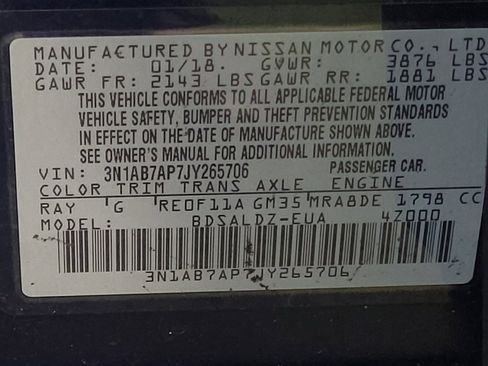 MANUFACTURED BY NISSAN MOTOR CO., LTD.
DATE: 01/18. GVWR: 3876 LBS
GAWR FR: 2143 LBS GAWR RR: 1881 LBS
THIS VEHICLE CONFORMS TO ALL APPLICABLE FEDERAL MOTOR
VEHICLE SAFETY, BUMPER AND THEFT PREVENTION STANDARDS
IN EFFECT ON THE DATE OF MANUFACTURE SHOWN ABOVE.
SEE OWNER'S MANUAL FOR ADDITIONAL INFORMATION.
VIN: 3N1AB7AP7JY265706 PASSENGER CAR.
COLOR TRIM TRANS AXLE ENGINE
RAY G RE0F11A GM35 MRA8DE 1798 CC
MODEL: BDSALDZ-EUA 4Z000
3N1AB7AP7JY265706